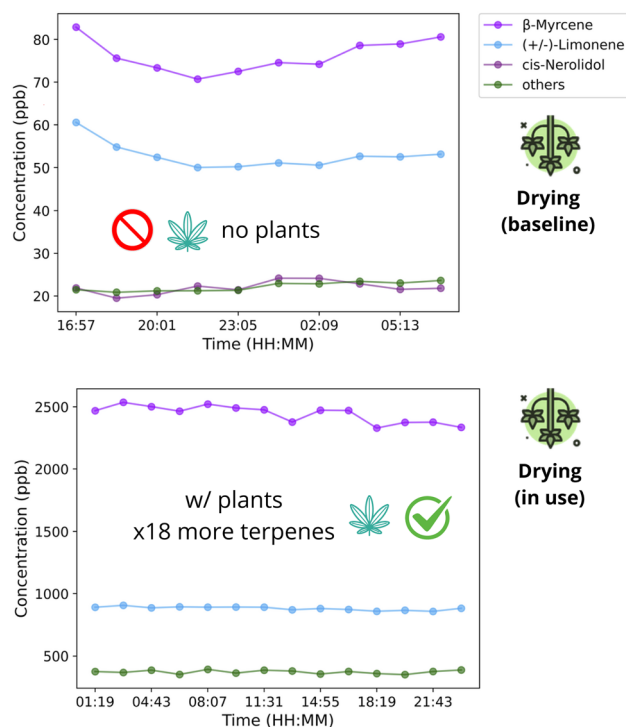 β-Myrcene
(+/-)-Limonene
cis-Nerolidol
others
Concentration (ppb)
80
70
60
50
40
30
20
no plants
16:57
20:01
23:05
02:09
05:13
Time (HH:MM)
Drying
(baseline)
Concentration (ppb)
2500
2000
1500
1000
500
w/ plants
x18 more terpenes
01:19
04:43
08:07
11:31
14:55
18:19
21:43
Time (HH:MM)
Drying
(in use)